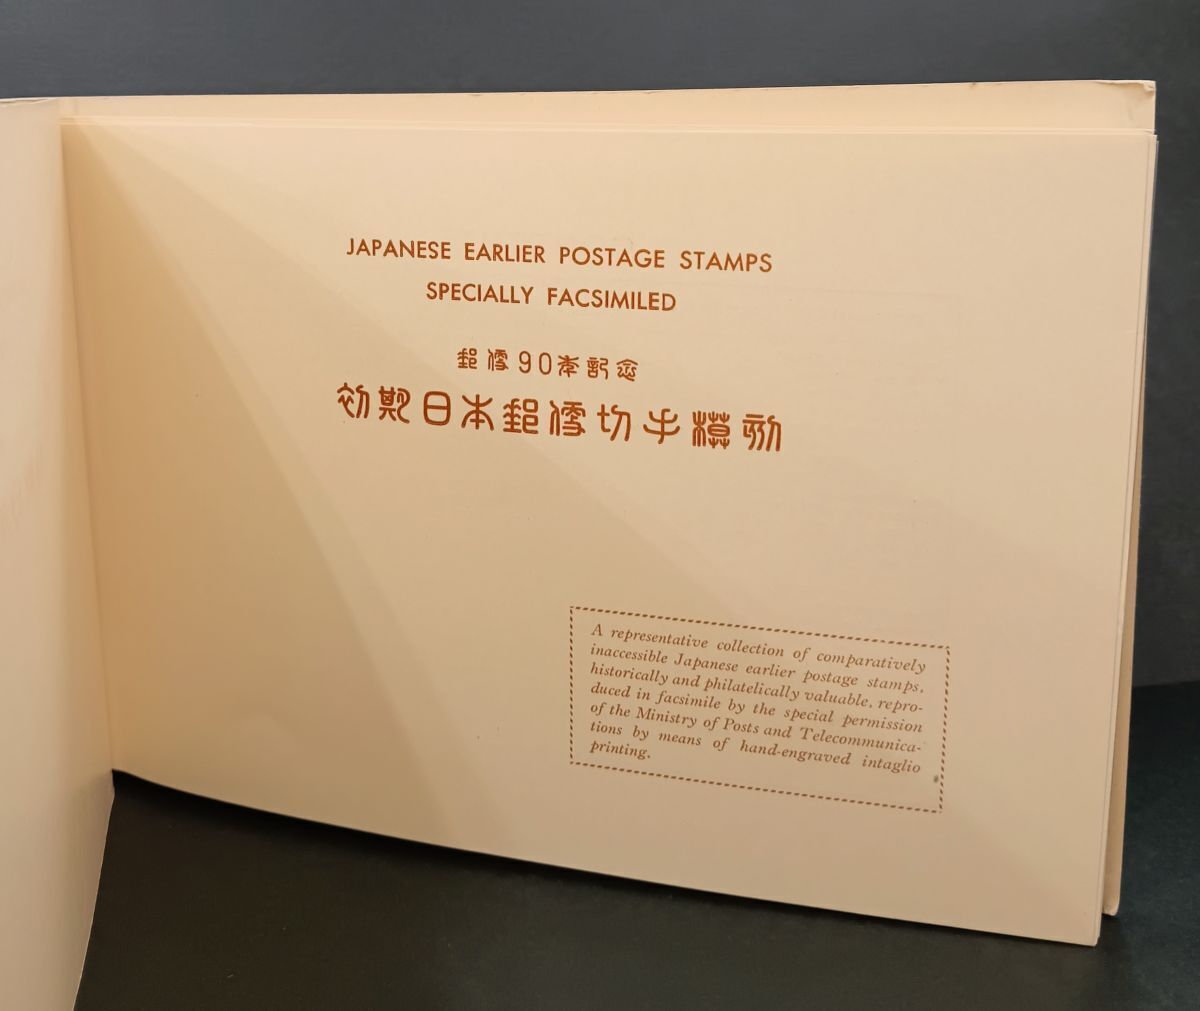 JAPANESE EARLIER POSTAGE STAMPS
SPECIALLY FACSIMILED
郵便90年記念
初期日本郵便切手模刻
A representative collection of comparatively
inaccessible Japanese earlier postage stamps,
historically and philatelically valuable, repro-
duced in facsimile by the special permission
of the Ministry of Posts and Telecommunica-
tions by means of hand-engraved intaglio
printing.